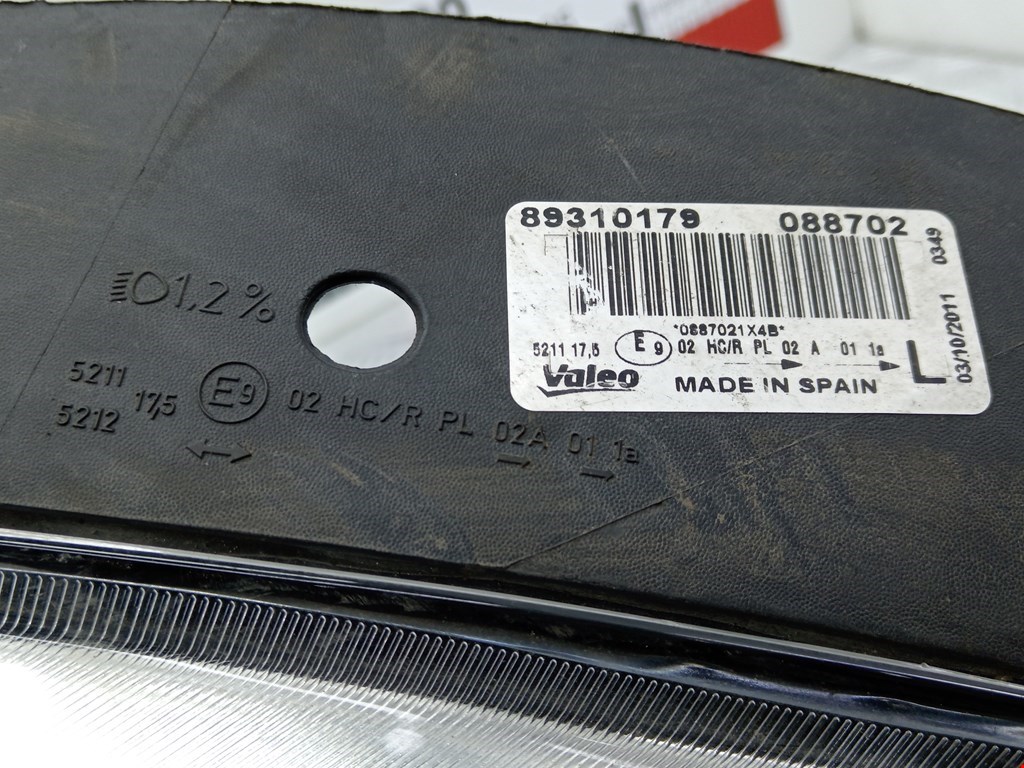 89310179 088702
0349
*0887021X4B*
5211 17,5 E9 02 HC/R PL 02 A 01 1a
L
03/10/2011
Valeo MADE IN SPAIN
1,2%
5211
5212
17,5 E9 02 HC/R PL 02A 01 1a